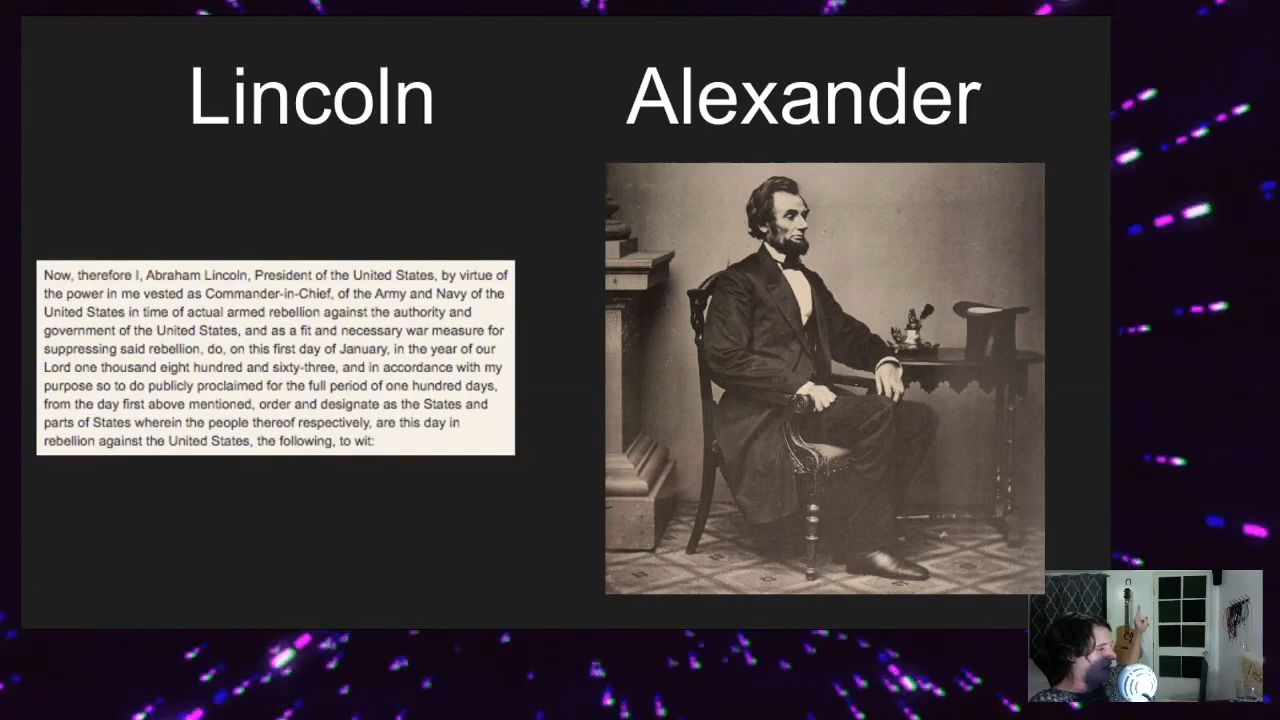 Lincoln
Alexander
Now, therefore I, Abraham Lincoln, President of the United States, by virtue of
the power in me vested as Commander-in-Chief, of the Army and Navy of the
United States in time of actual armed rebellion against the authority and
government of the United States, and as a fit and necessary war measure for
suppressing said rebellion, do, on this first day of January, in the year of our
Lord one thousand eight hundred and sixty-three, and in accordance with my
purpose so to do publicly proclaimed for the full period of one hundred days,
from the day first above mentioned, order and designate as the States and
parts of States wherein the people thereof respectively, are this day in
rebellion against the United States, the following, to wit: